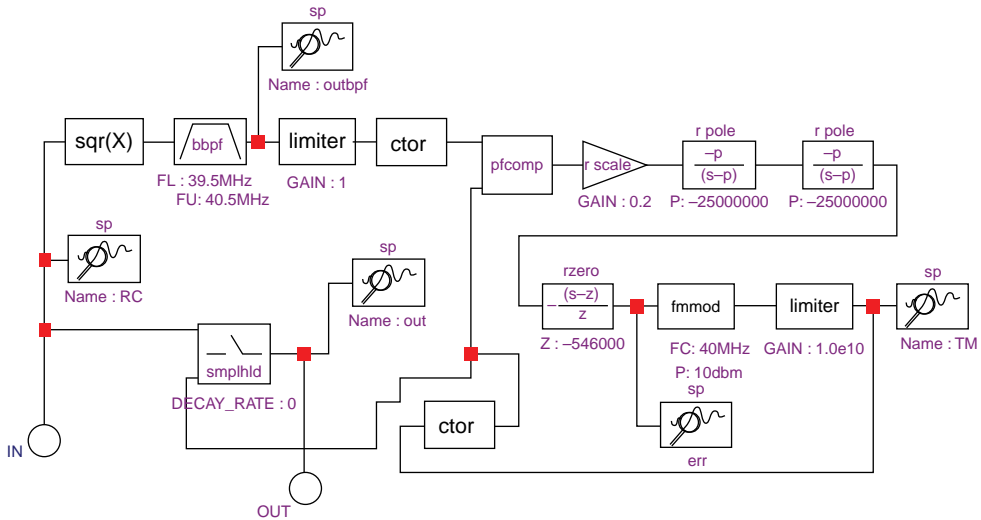 sp
Name : outbpf
sqr(X)
bbpf
limiter
ctor
pfcomp
r scale
r pole
–p
(s–p)
r pole
–p
(s–p)
FL : 39.5MHz
FU : 40.5MHz
GAIN : 1
GAIN : 0.2
P: –25000000
P: –25000000
sp
Name : RC
sp
Name : out
rzero
–(s–z)
z
Z : –546000
fmmod
FC: 40MHz
P: 10dbm
limiter
GAIN : 1.0e10
sp
Name : TM
smplhld
DECAY_RATE : 0
sp
err
ctor
IN
OUT